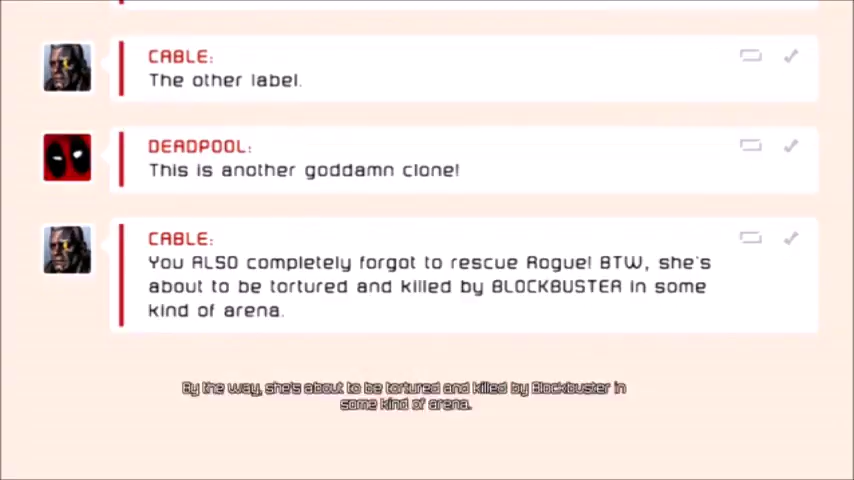 CABLE:
The other label.
DEADPOOL:
This is another goddamn clone!
CABLE:
You ALSO completely forgot to rescue Rogue! BTW, she's
about to be tortured and killed by BLOCKBUSTER in some
kind of arena.
By the way, she's about to be tortured and killed by Blockbuster in
some kind of arena.